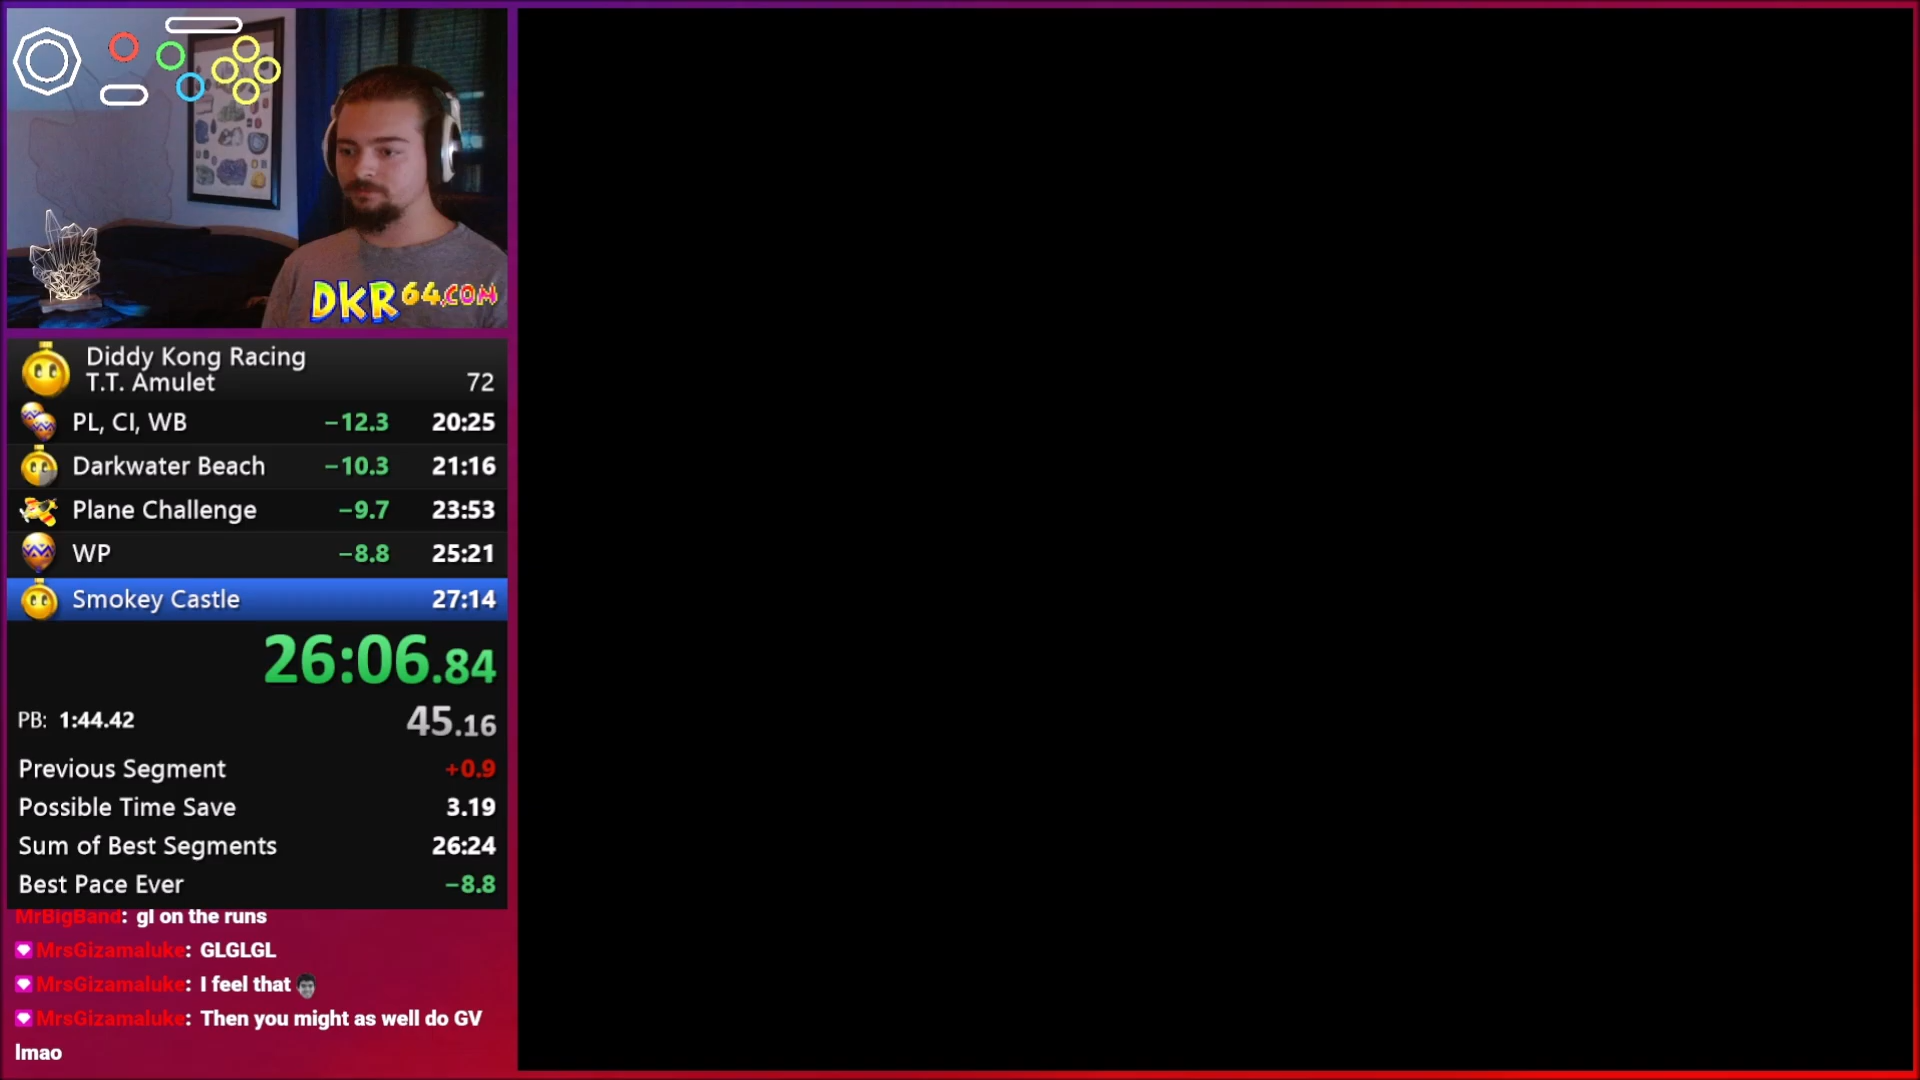 DKR64.COM
Diddy Kong Racing
T.T. Amulet 72
PL, CI, WB −12.3 20:25
Darkwater Beach −10.3 21:16
Plane Challenge −9.7 23:53
WP −8.8 25:21
Smokey Castle 27:14
26:06.84
PB: 1:44.42 45.16
Previous Segment +0.9
Possible Time Save 3.19
Sum of Best Segments 26:24
Best Pace Ever −8.8
MrBigBand: gl on the runs
MrsGizamaluke: GLGLGL
MrsGizamaluke: I feel that
MrsGizamaluke: Then you might as well do GV
lmao